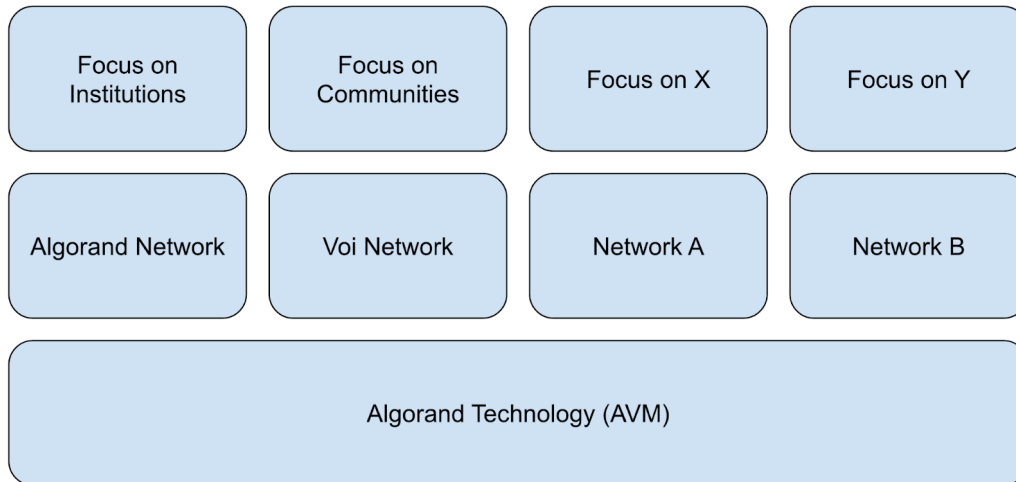 Focus on
Institutions
Focus on
Communities
Focus on X
Focus on Y
Algorand Network
Voi Network
Network A
Network B
Algorand Technology (AVM)